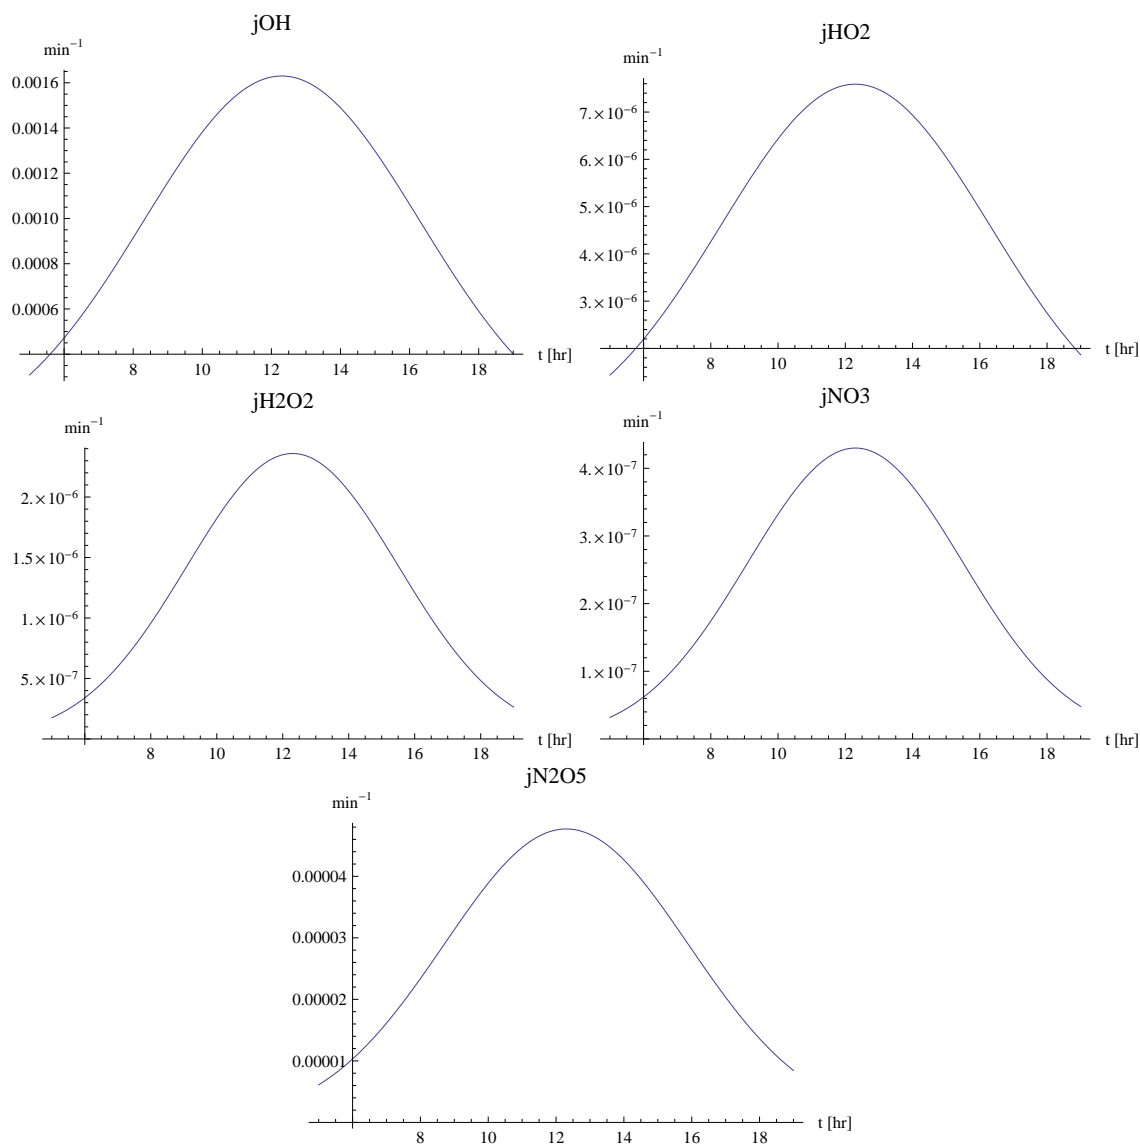 jOH
min⁻¹
0.0016
0.0014
0.0012
0.0010
0.0008
0.0006
8 10 12 14 16 18
t [hr]
jHO2
min⁻¹
7.×10⁻⁶
6.×10⁻⁶
5.×10⁻⁶
4.×10⁻⁶
3.×10⁻⁶
8 10 12 14 16 18
t [hr]
jH2O2
min⁻¹
2.×10⁻⁶
1.5×10⁻⁶
1.×10⁻⁶
5.×10⁻⁷
8 10 12 14 16 18
t [hr]
jNO3
min⁻¹
4.×10⁻⁷
3.×10⁻⁷
2.×10⁻⁷
1.×10⁻⁷
8 10 12 14 16 18
t [hr]
jN2O5
min⁻¹
0.00004
0.00003
0.00002
0.00001
8 10 12 14 16 18
t [hr]